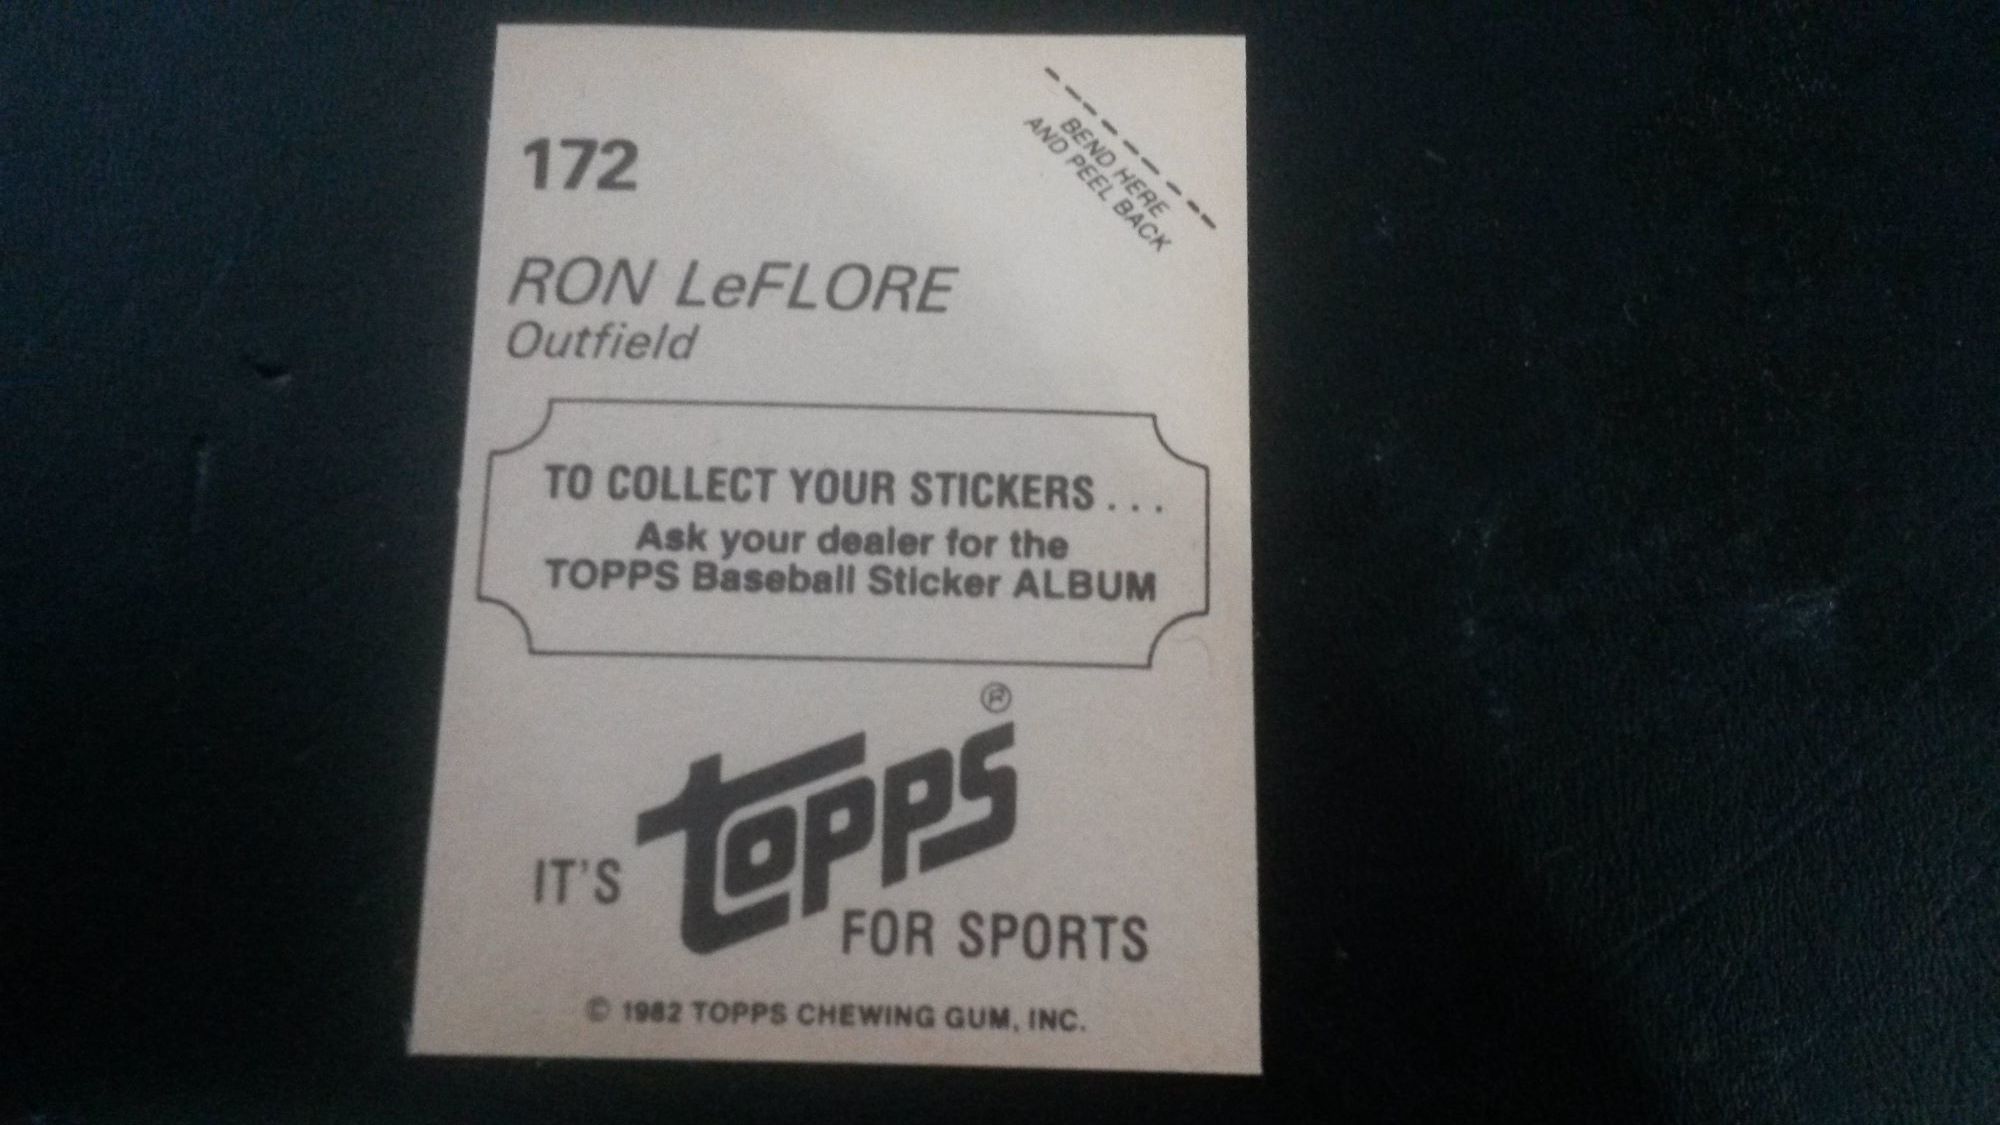 172
BEND HERE
AND PEEL BACK
RON LeFLORE
Outfield
TO COLLECT YOUR STICKERS . . .
Ask your dealer for the
TOPPS Baseball Sticker ALBUM
IT'S topps ®
FOR SPORTS
© 1982 TOPPS CHEWING GUM, INC.